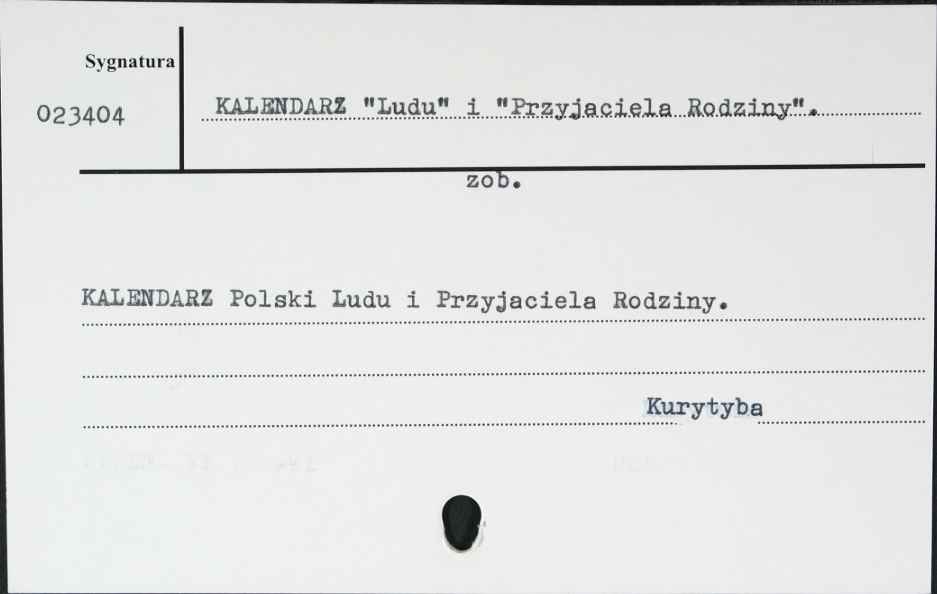 Sygnatura
023404
KALENDARZ "Ludu" i "Przyjaciela Rodziny".
zob.
KALENDARZ Polski Ludu i Przyjaciela Rodziny.
Kurytyba